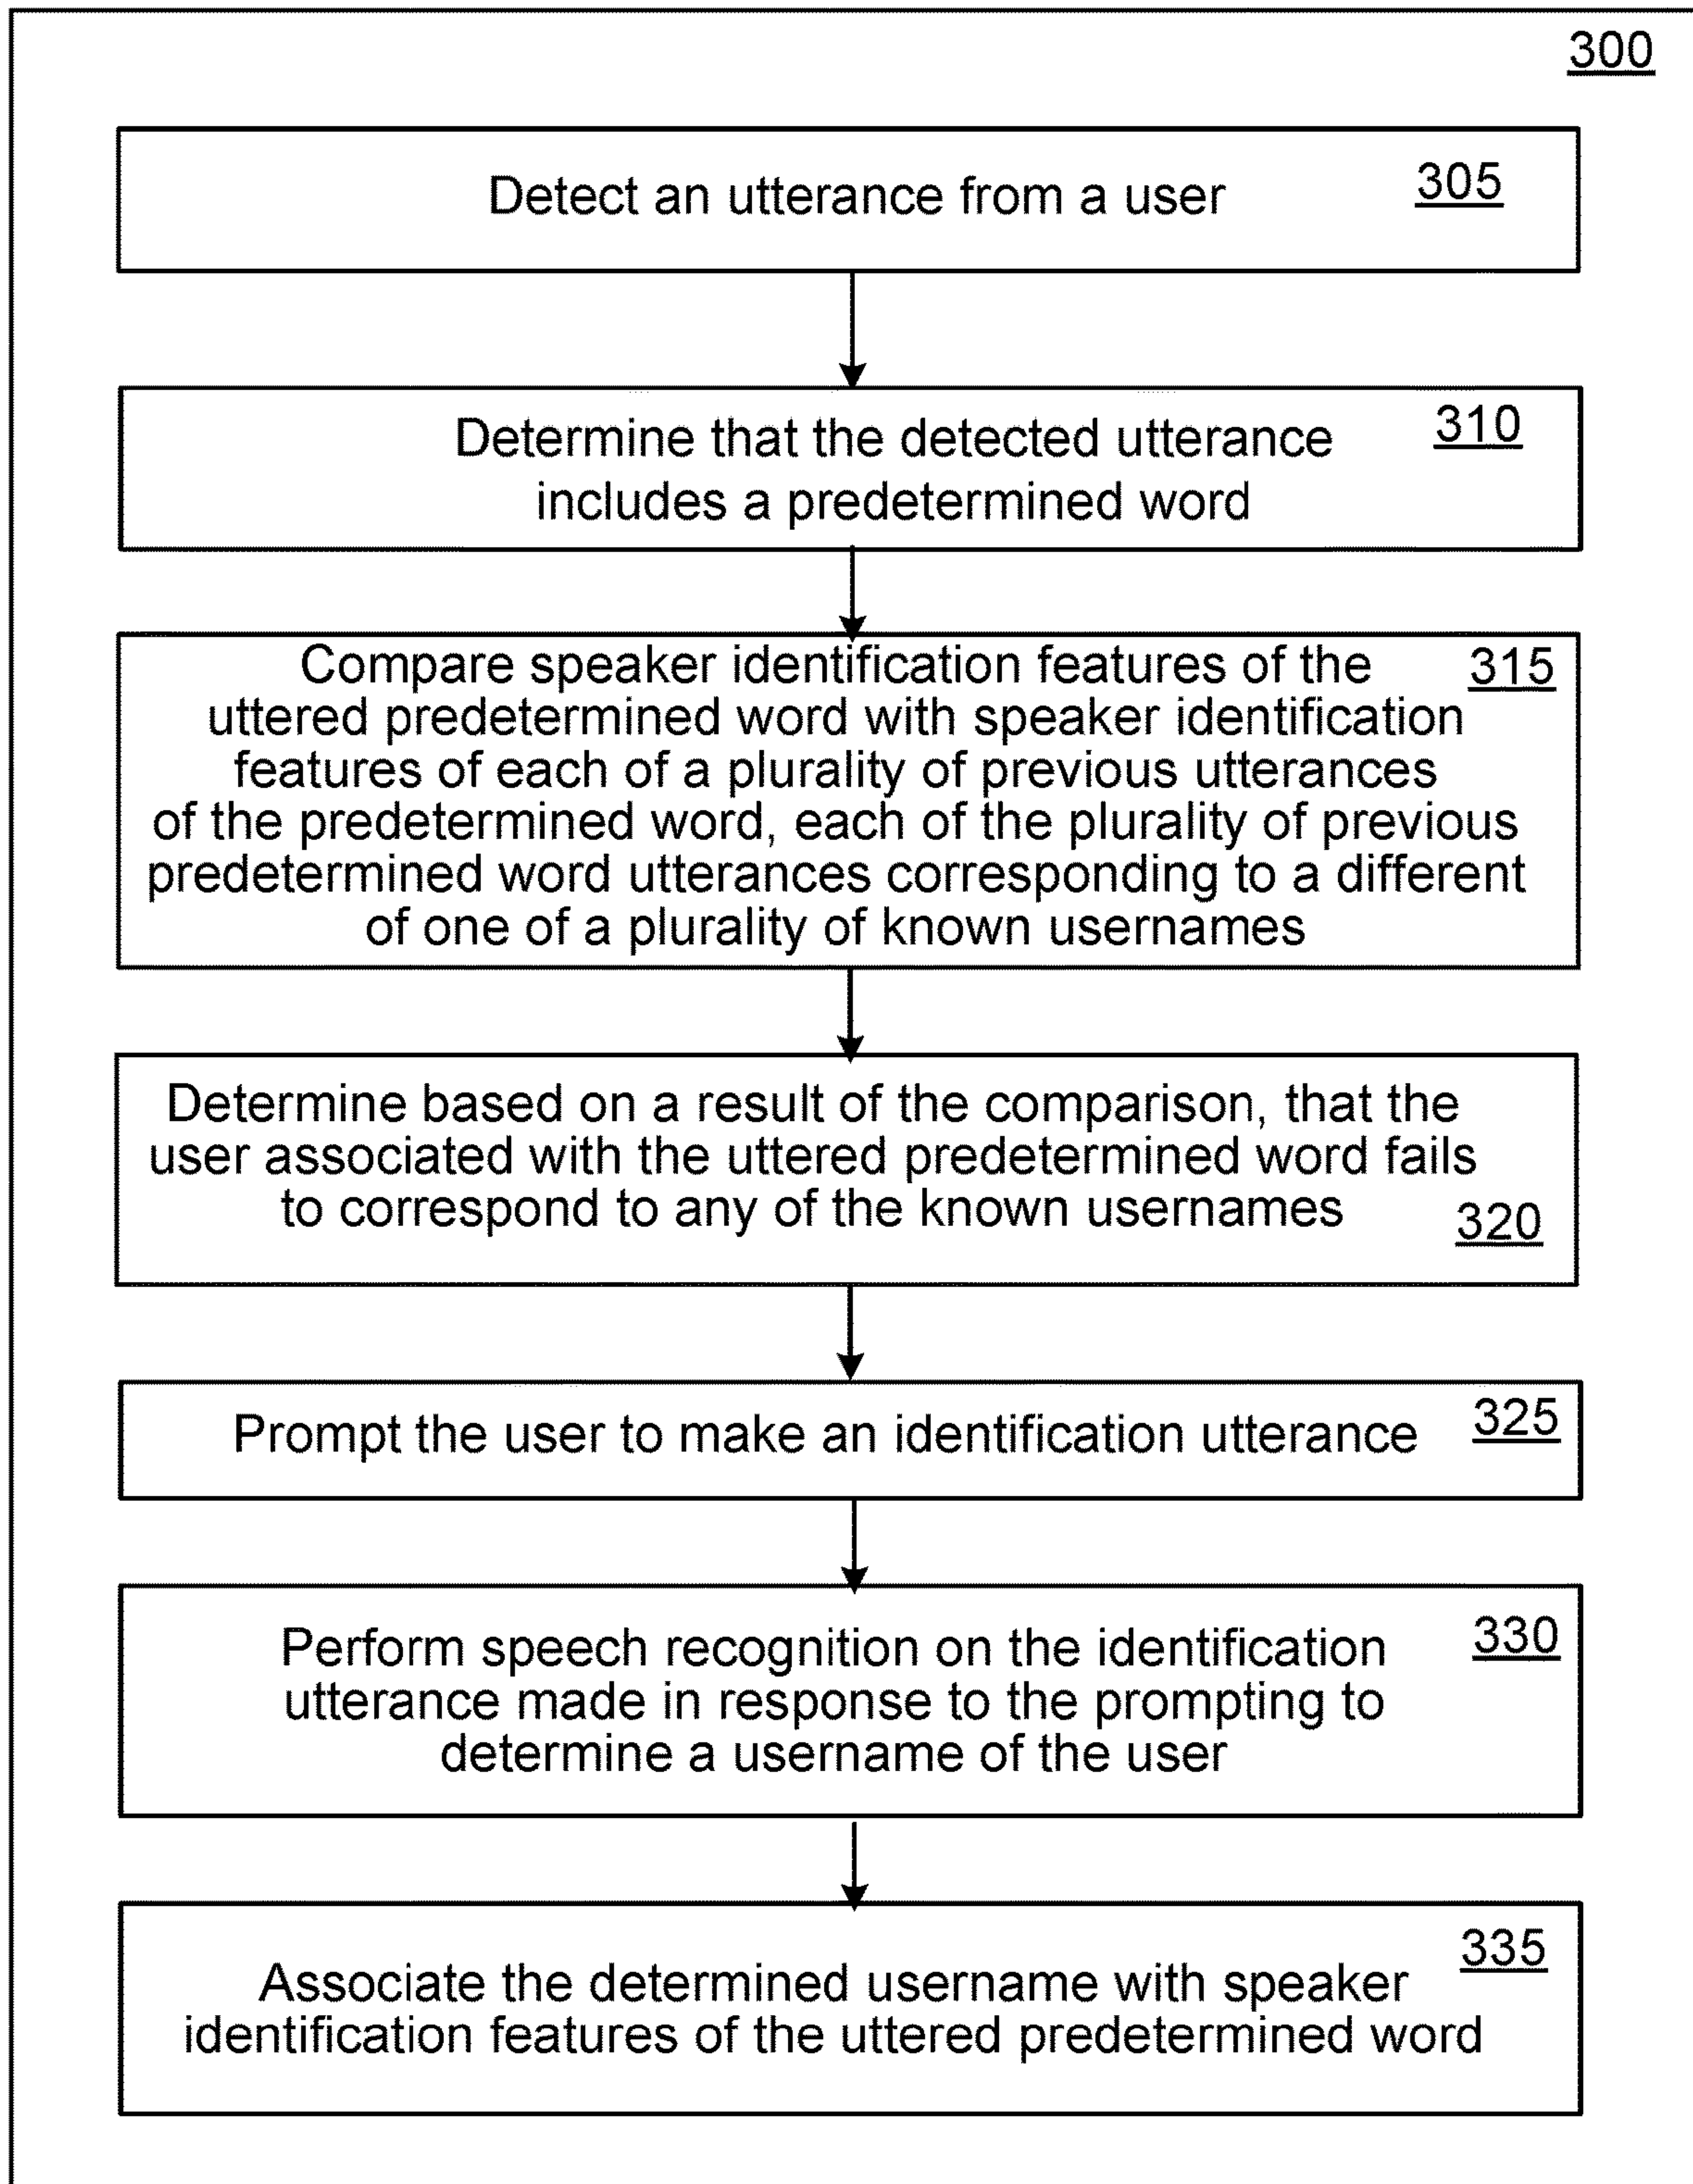 300
Detect an utterance from a user 305
Determine that the detected utterance 310
includes a predetermined word
Compare speaker identification features of the 315
uttered predetermined word with speaker identification
features of each of a plurality of previous utterances
of the predetermined word, each of the plurality of previous
predetermined word utterances corresponding to a different
of one of a plurality of known usernames
Determine based on a result of the comparison, that the
user associated with the uttered predetermined word fails
to correspond to any of the known usernames 320
Prompt the user to make an identification utterance 325
Perform speech recognition on the identification 330
utterance made in response to the prompting to
determine a username of the user
Associate the determined username with speaker 335
identification features of the uttered predetermined word